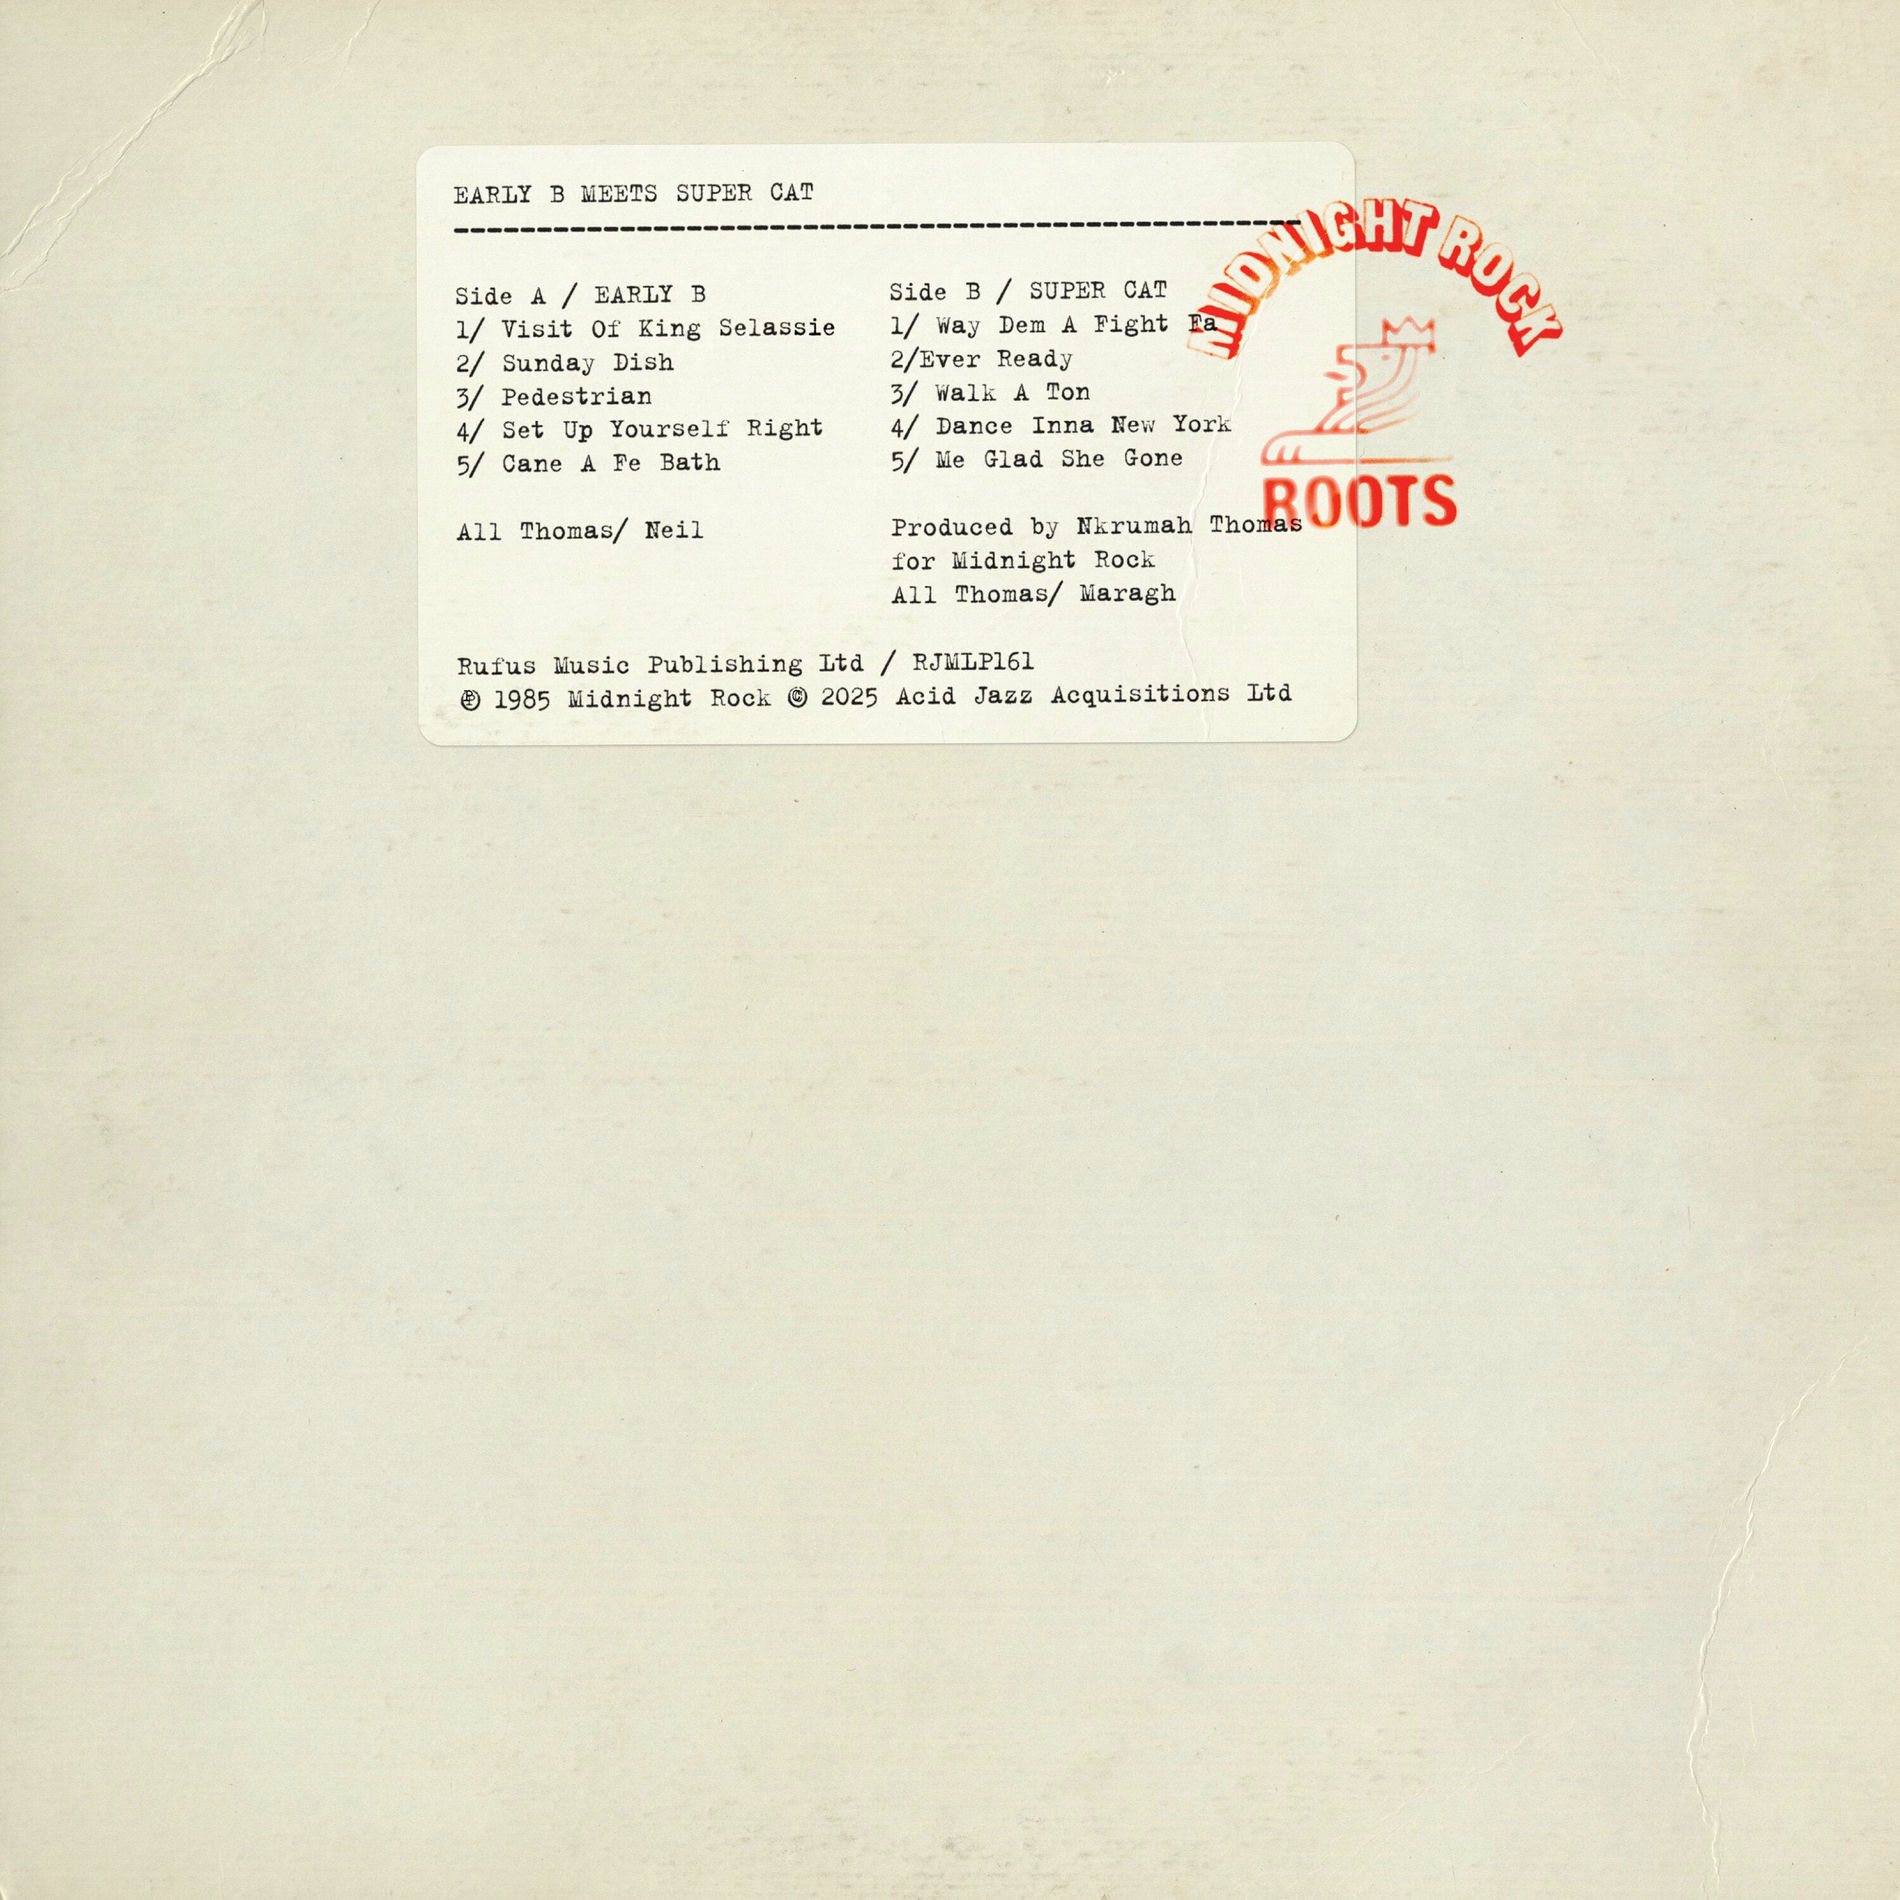 EARLY B MEETS SUPER CAT
Side A / EARLY B
1/ Visit Of King Selassie
2/ Sunday Dish
3/ Pedestrian
4/ Set Up Yourself Right
5/ Cane A Fe Bath
All Thomas/ Neil
Side B / SUPER CAT
1/ Way Dem A Fight Fa
2/Ever Ready
3/ Walk A Ton
4/ Dance Inna New York
5/ Me Glad She Gone
Produced by Nkrumah Thomas
for Midnight Rock
All Thomas/ Maragh
Rufus Music Publishing Ltd / RJMLP161
℗ 1985 Midnight Rock © 2025 Acid Jazz Acquisitions Ltd
MIDNIGHT ROCK
ROOTS